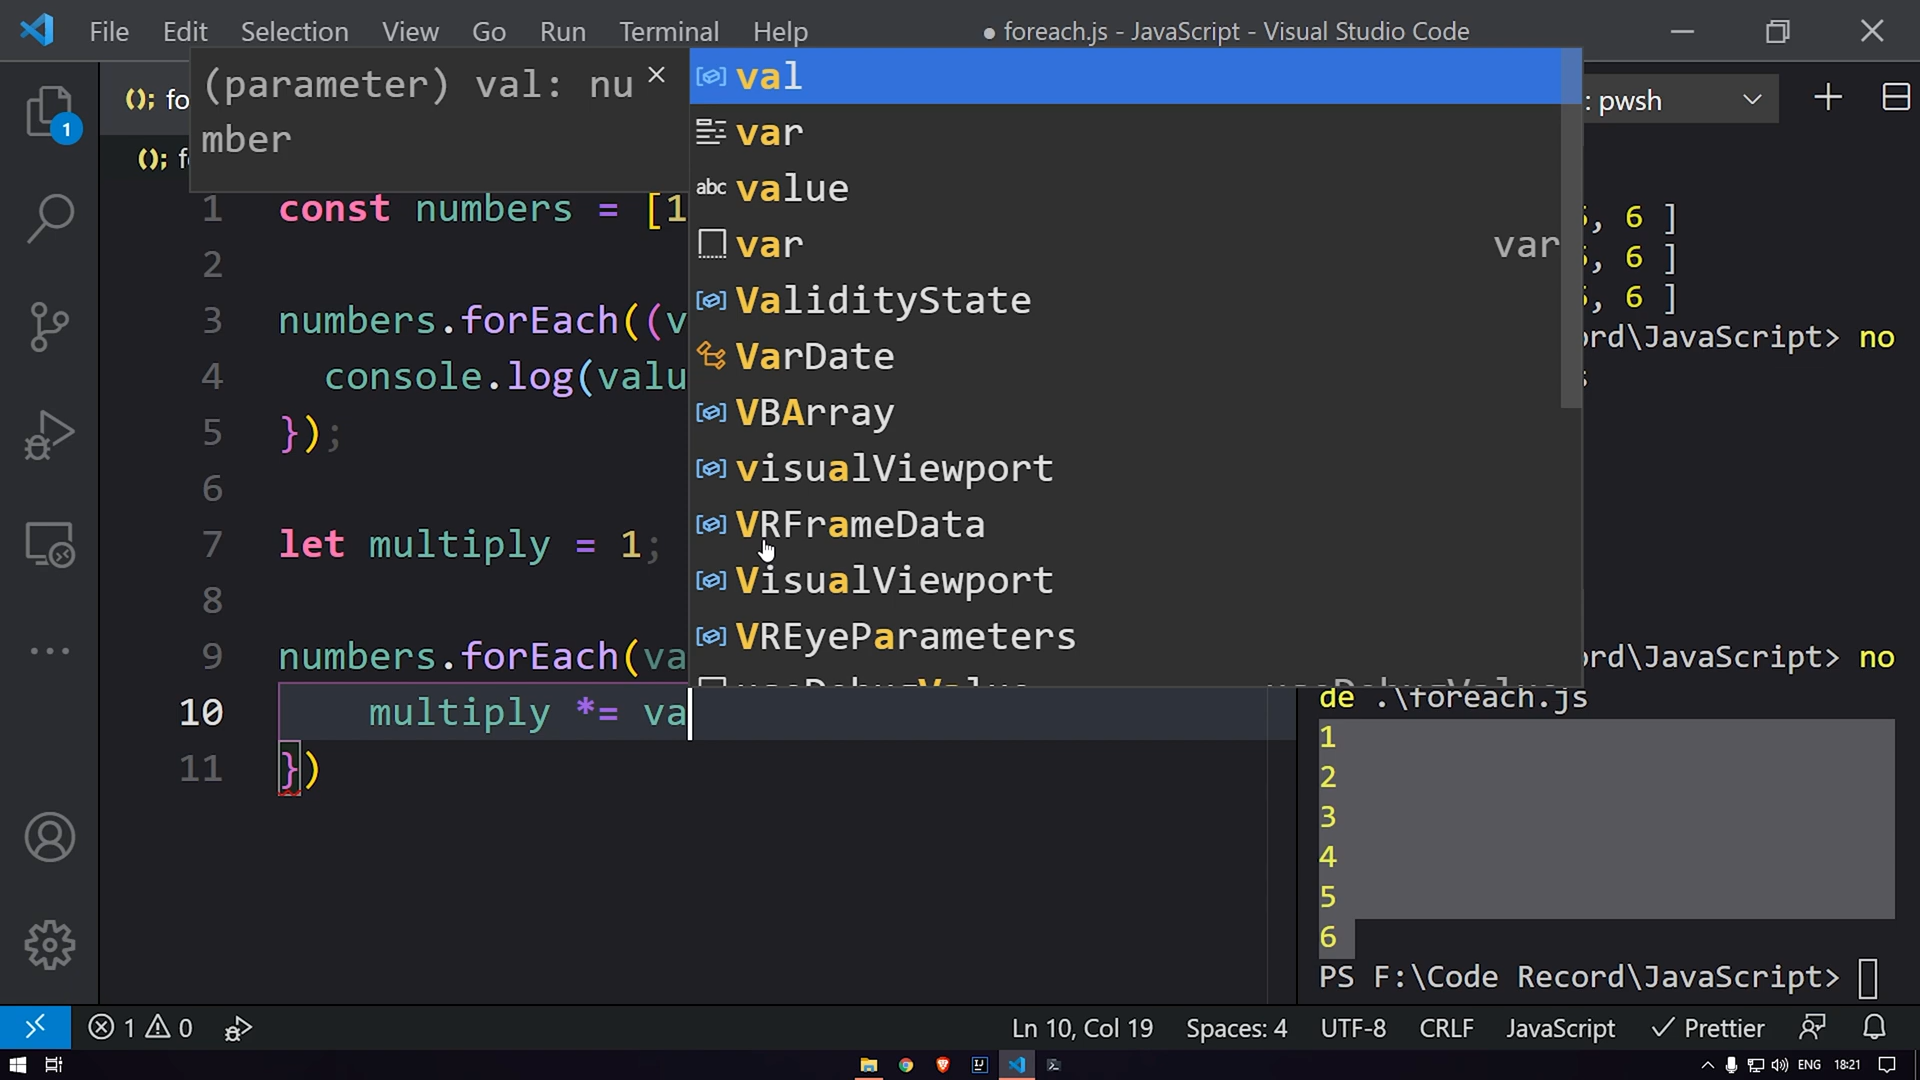 File Edit Selection View Go Run Terminal Help
● foreach.js - JavaScript - Visual Studio Code
1
(); fo
(parameter) val: nu
mber
(); f
val
var
abc value
var var
ValidityState
VarDate
VBArray
visualViewport
VRFrameData
VisualViewport
VREyeParameters
: pwsh
1 const numbers = [1
2
3 numbers.forEach((v
4 console.log(valu
5 });
6
7 let multiply = 1;
8
9 numbers.forEach(va
10 multiply *= va
11 })
, 6 ]
, 6 ]
, 6 ]
rd\JavaScript> no
rd\JavaScript> no
de .\foreach.js
1
2
3
4
5
6
PS F:\Code Record\JavaScript>
1 0
Ln 10, Col 19 Spaces: 4 UTF-8 CRLF JavaScript Prettier
ENG 18:21